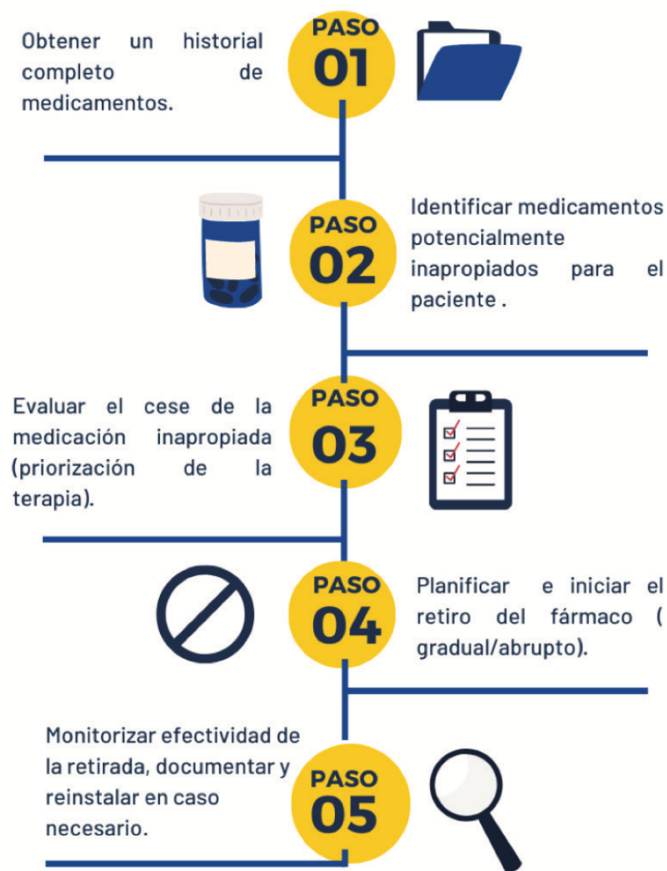 PASO
01
Obtener un historial
completo de
medicamentos.
PASO
02
Identificar medicamentos
potencialmente
inapropiados para el
paciente .
PASO
03
Evaluar el cese de la
medicación inapropiada
(priorización de la
terapia).
PASO
04
Planificar e iniciar el
retiro del fármaco (
gradual/abrupto).
PASO
05
Monitorizar efectividad de
la retirada, documentar y
reinstalar en caso
necesario.